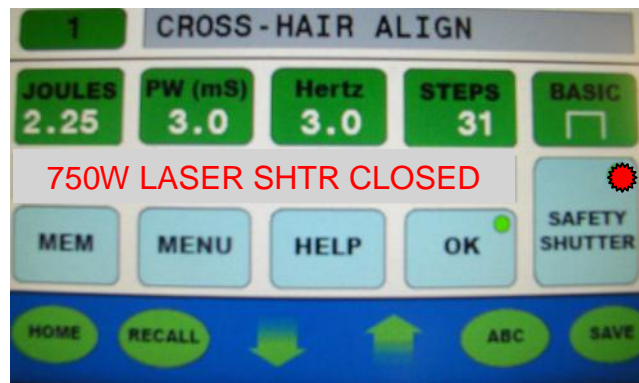 1 CROSS-HAIR ALIGN
JOULES PW (mS) Hertz STEPS BASIC
2.25 3.0 3.0 31
750W LASER SHTR CLOSED
MEM MENU HELP OK SAFETY
SHUTTER
HOME RECALL ABC SAVE